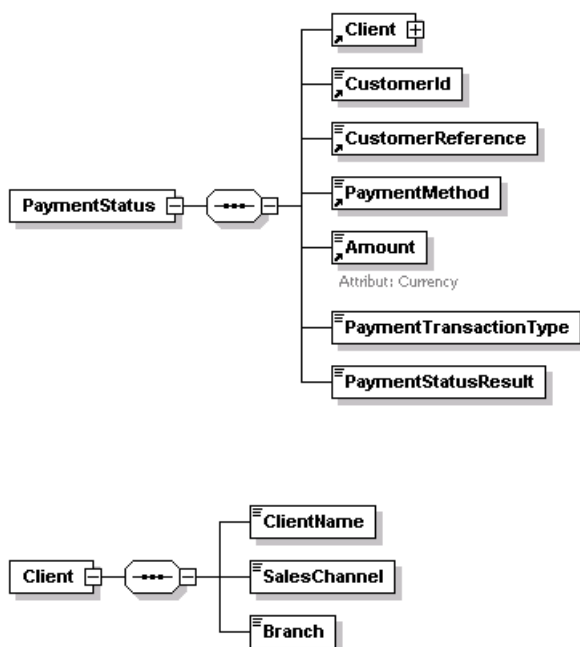 Client
CustomerId
CustomerReference
PaymentStatus
PaymentMethod
Amount
Attribut: Currency
PaymentTransactionType
PaymentStatusResult
ClientName
Client
SalesChannel
Branch